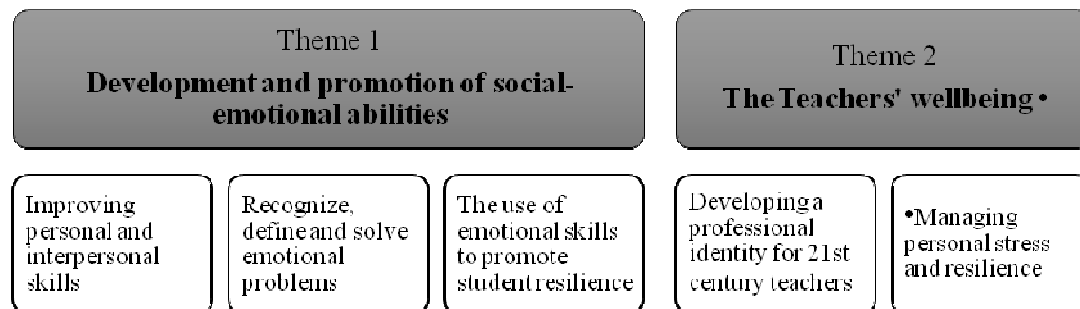 Theme 1
Development and promotion of social-
emotional abilities
Theme 2
The Teachers' wellbeing •
Improving
personal and
interpersonal
skills
Recognize,
define and solve
emotional
problems
The use of
emotional skills
to promote
student resilience
Developing a
professional
identity for 21st
century teachers
•Managing
personal stress
and resilience